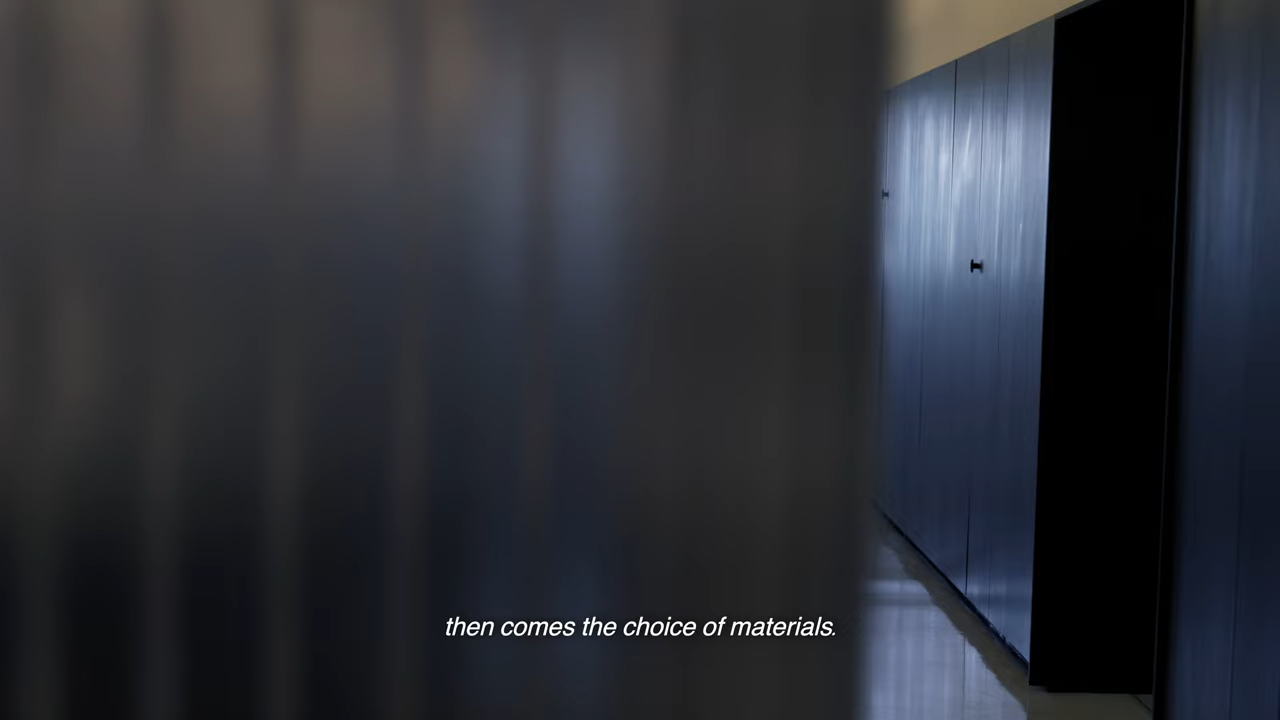 then comes the choice of materials.